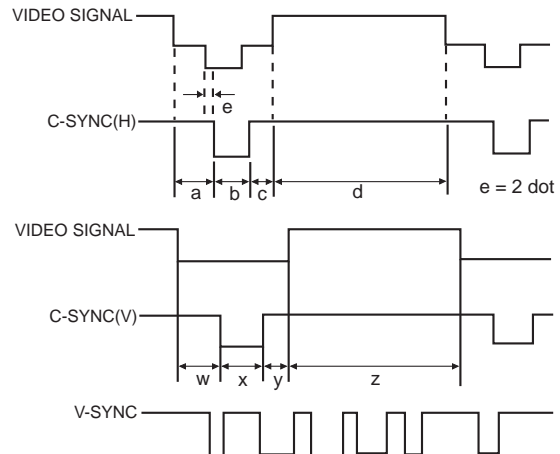 VIDEO SIGNAL
e
C-SYNC(H)
a b c d
e = 2 dot
VIDEO SIGNAL
C-SYNC(V)
w x y z
V-SYNC